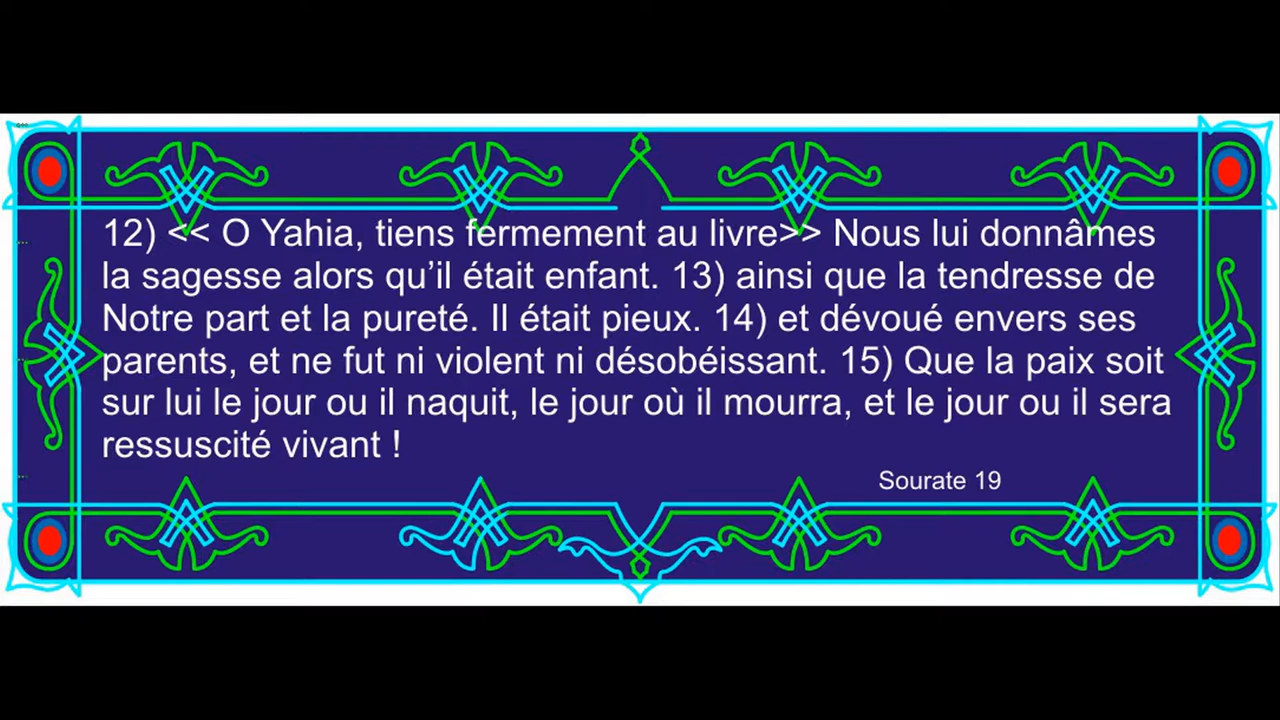 12) << O Yahia, tiens fermement au livre>> Nous lui donnâmes
la sagesse alors qu’il était enfant. 13) ainsi que la tendresse de
Notre part et la pureté. Il était pieux. 14) et dévoué envers ses
parents, et ne fut ni violent ni désobéissant. 15) Que la paix soit
sur lui le jour ou il naquit, le jour où il mourra, et le jour ou il sera
ressuscité vivant !
Sourate 19